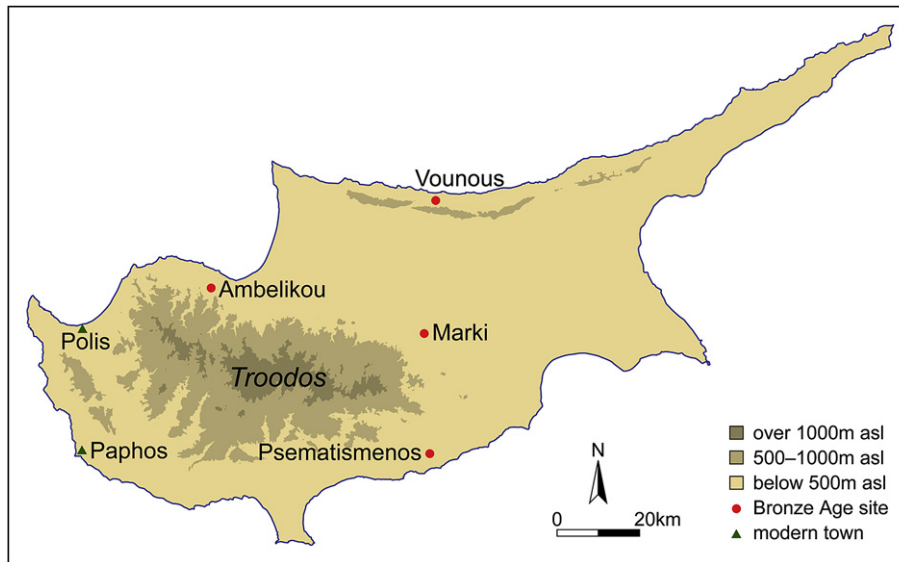 Vounous
Ambelikou
Polis
Marki
Troodos
Paphos
Psematismenos
over 1000m asl
500–1000m asl
below 500m asl
Bronze Age site
modern town
N
0 20km